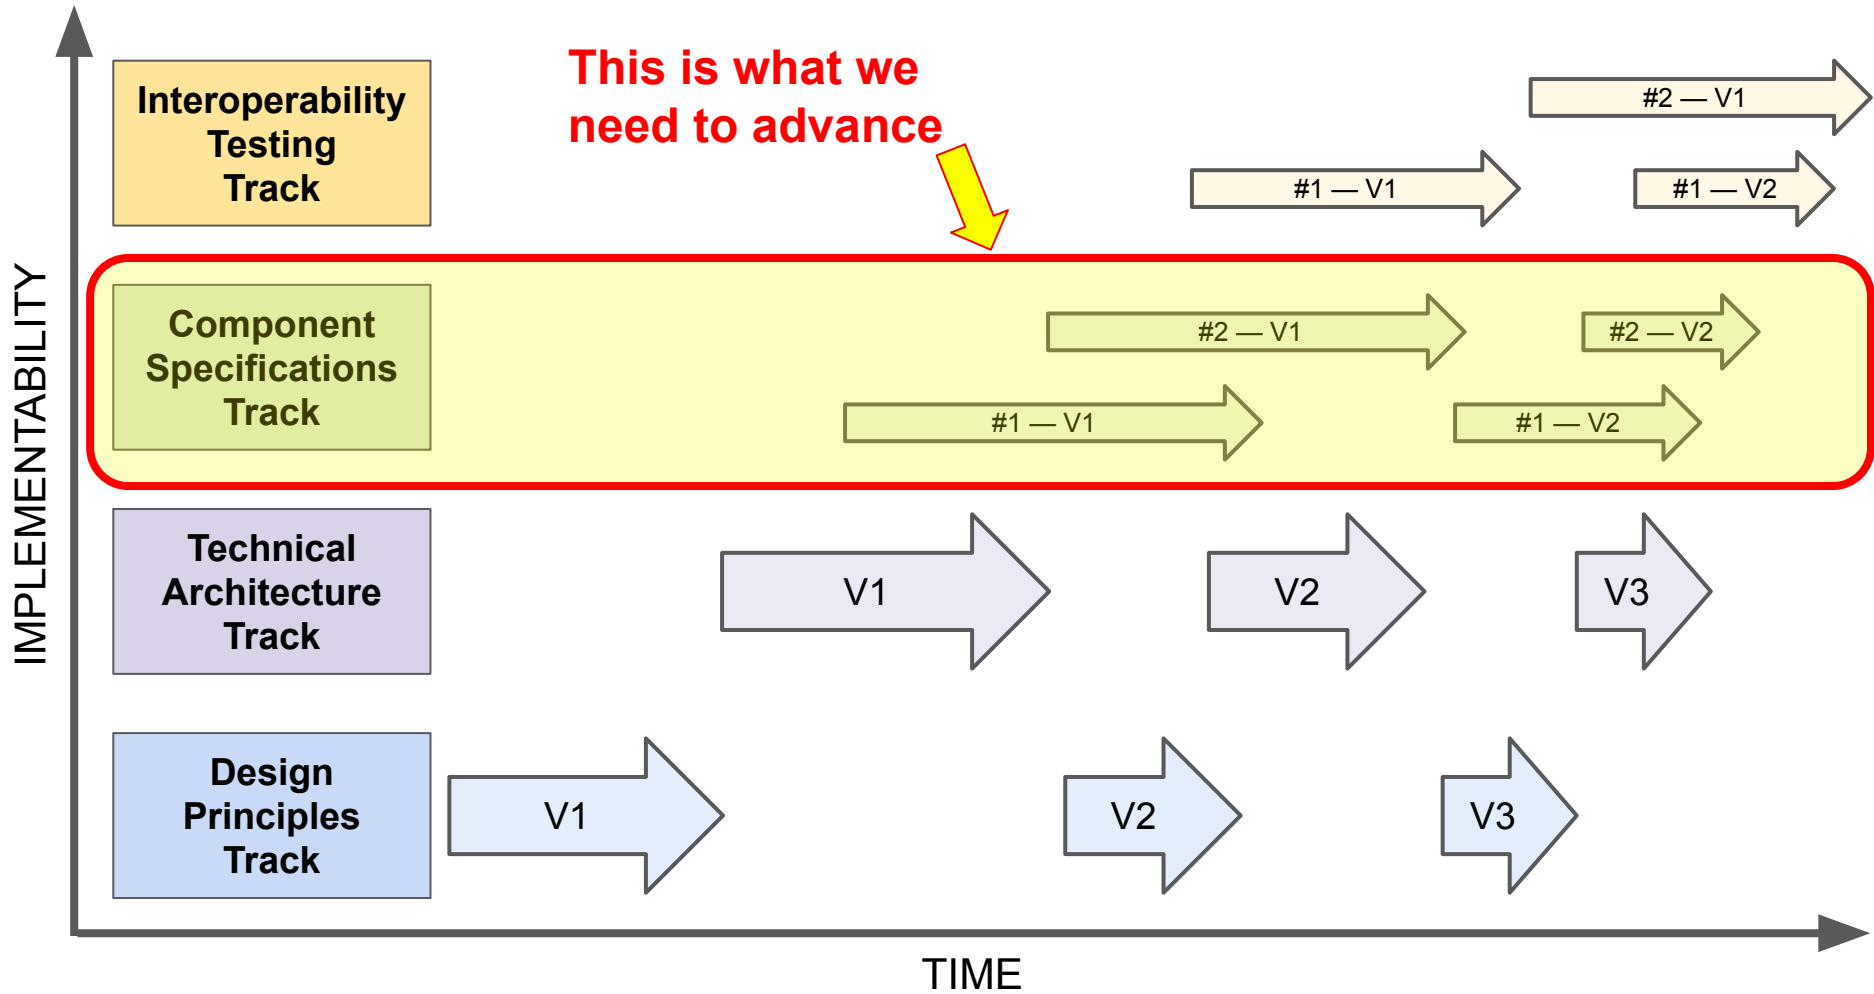 This is what we
need to advance
Interoperability
Testing
Track
#2 — V1
#1 — V1
#1 — V2
Component
Specifications
Track
#2 — V1
#2 — V2
#1 — V1
#1 — V2
Technical
Architecture
Track
V1
V2
V3
Design
Principles
Track
V1
V2
V3
IMPLEMENTABILITY
TIME